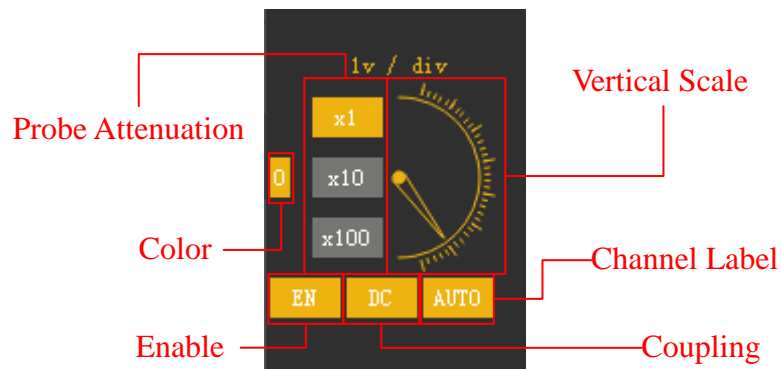 1v / div
Vertical Scale
x1
Probe Attenuation
0
x10
x100
Color
Channel Label
EN
DC
AUTO
Enable
Coupling